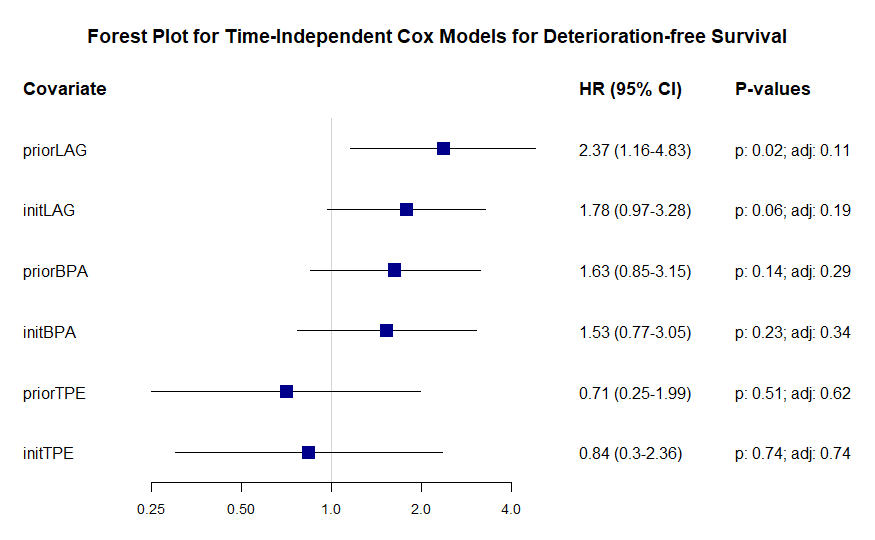 Forest Plot for Time-Independent Cox Models for Deterioration-free Survival
Covariate HR (95% CI) P-values
priorLAG 2.37 (1.16-4.83) p: 0.02; adj: 0.11
initLAG 1.78 (0.97-3.28) p: 0.06; adj: 0.19
priorBPA 1.63 (0.85-3.15) p: 0.14; adj: 0.29
initBPA 1.53 (0.77-3.05) p: 0.23; adj: 0.34
priorTPE 0.71 (0.25-1.99) p: 0.51; adj: 0.62
initTPE 0.84 (0.3-2.36) p: 0.74; adj: 0.74
0.25 0.50 1.0 2.0 4.0